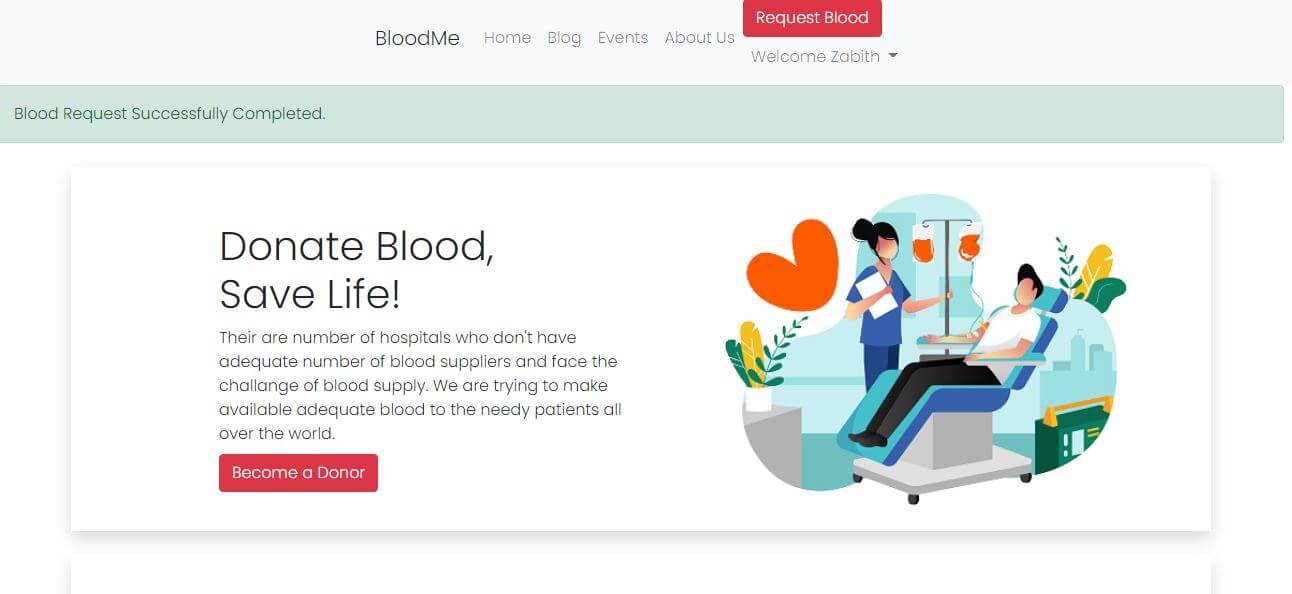 BloodMe Home Blog Events About Us Request Blood
Welcome Zabith
Blood Request Successfully Completed.
Donate Blood,
Save Life!
Their are number of hospitals who don't have
adequate number of blood suppliers and face the
challange of blood supply. We are trying to make
available adequate blood to the needy patients all
over the world.
Become a Donor